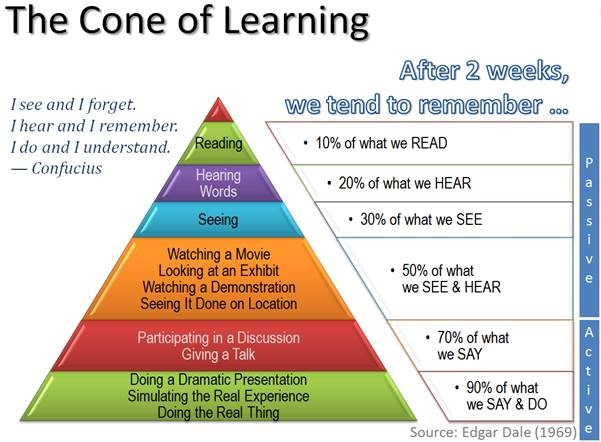 The Cone of Learning
After 2 weeks,
we tend to remember ...
I see and I forget.
I hear and I remember.
I do and I understand.
— Confucius
Reading
Hearing
Words
Seeing
Watching a Movie
Looking at an Exhibit
Watching a Demonstration
Seeing It Done on Location
Participating in a Discussion
Giving a Talk
Doing a Dramatic Presentation
Simulating the Real Experience
Doing the Real Thing
• 10% of what we READ
• 20% of what we HEAR
• 30% of what we SEE
• 50% of what
we SEE & HEAR
• 70% of what
we SAY
• 90% of what
we SAY & DO
Passive
Active
Source: Edgar Dale (1969)